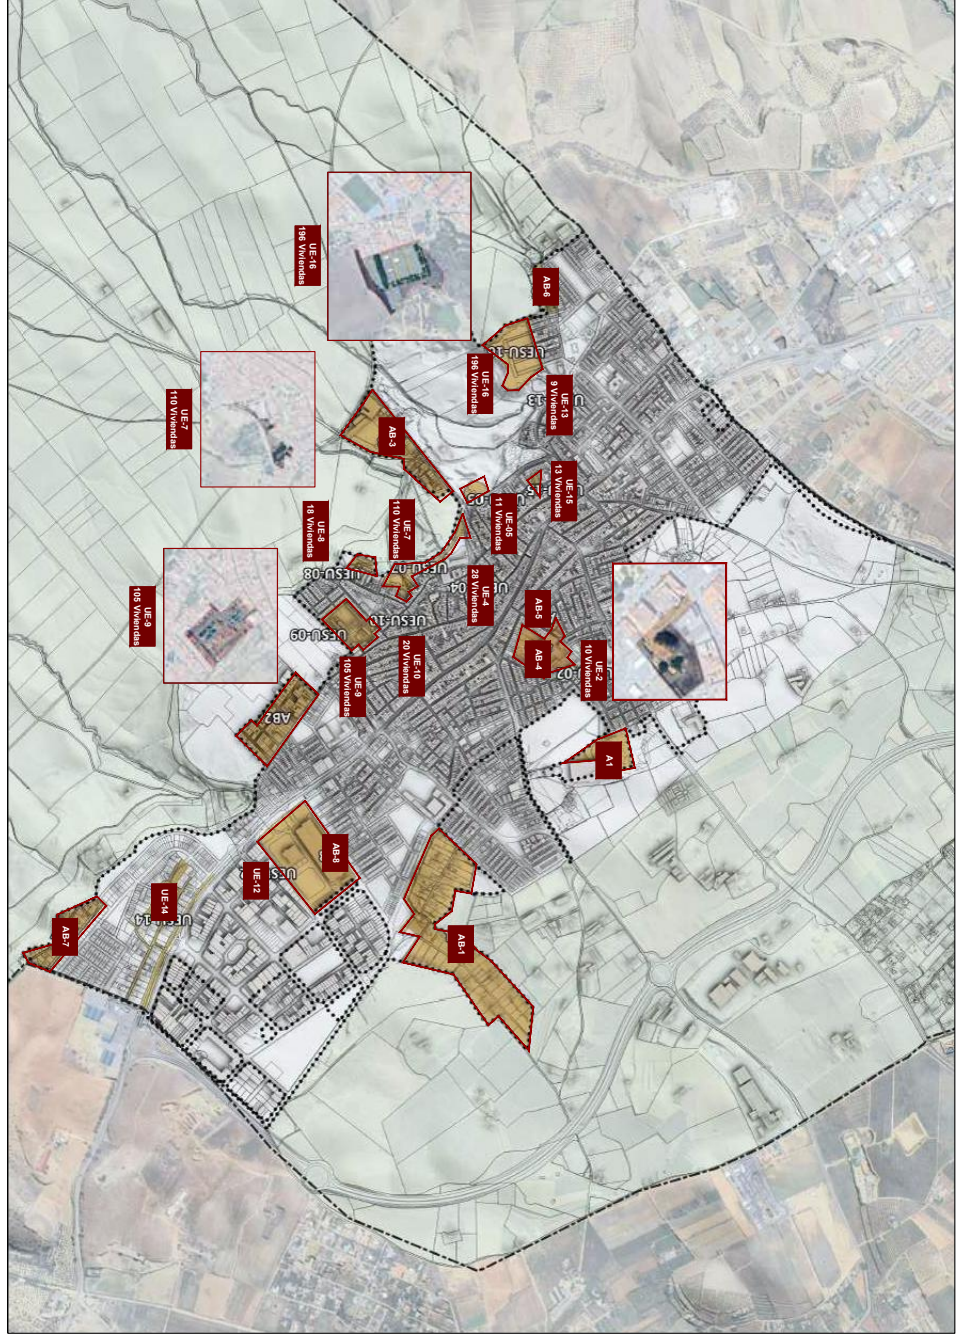 UE-16
196 Viviendas
AB-6
UESU-16
UE-16
196 Viviendas
9 Viviendas
UE-13
UE-7
110 Viviendas
AB-3
UE-15
13 Viviendas
UE-05
11 Viviendas
UE-8
18 Viviendas
UE-7
110 Viviendas
UESU-08
UE-4
28 Viviendas
UE-9
105 Viviendas
UESU-09
UESU-10
UE-10
20 Viviendas
UE-9
105 Viviendas
AB-5
AB-4
UE-2
10 Viviendas
AB2
A1
AB-8
UE-12
UE-14
UESU-14
AB-7
AB-1